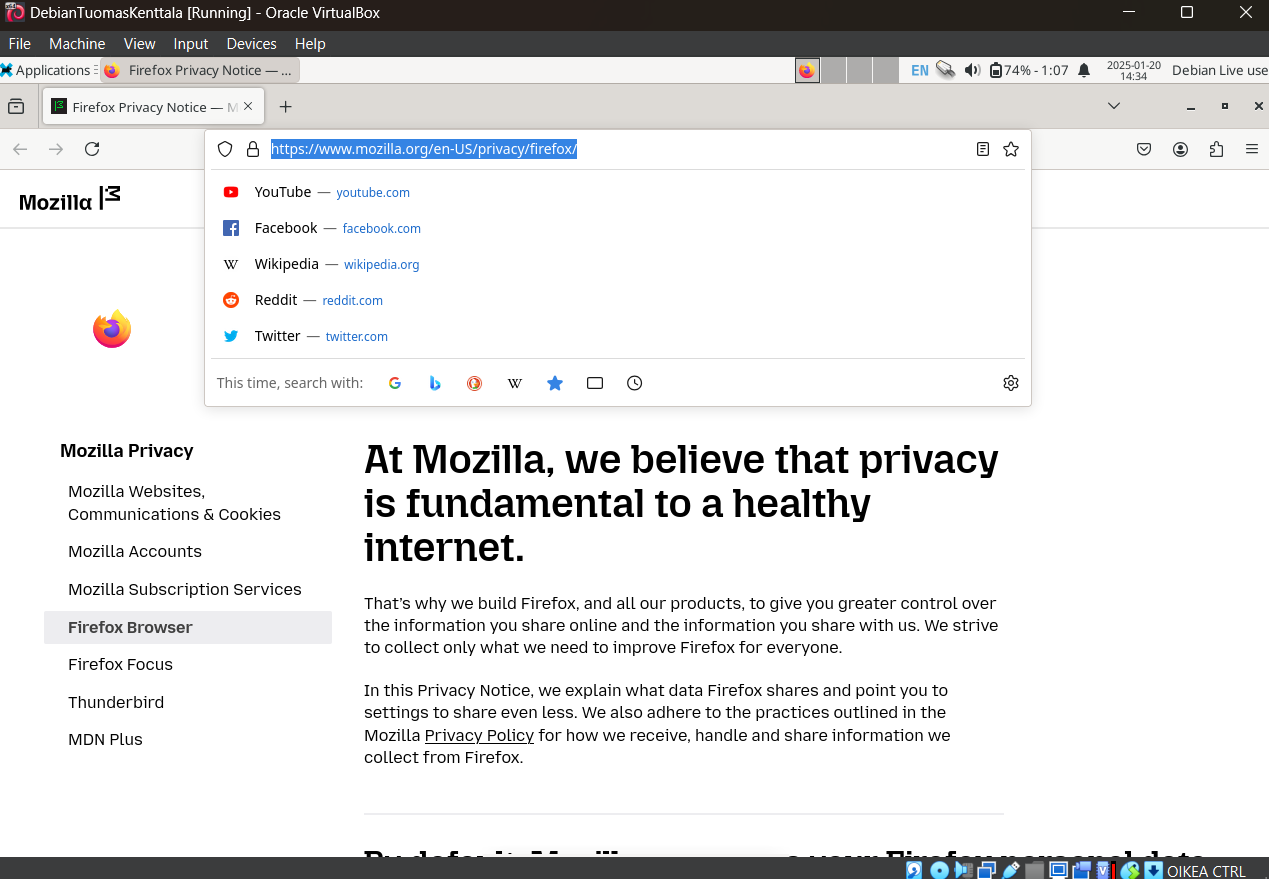 DebianTuomasKenttala [Running] - Oracle VirtualBox
File Machine View Input Devices Help
Applications Firefox Privacy Notice — ... EN 74% - 1:07 2025-01-20 14:34 Debian Live use
Firefox Privacy Notice — M
https://www.mozilla.org/en-US/privacy/firefox/
YouTube — youtube.com
Facebook — facebook.com
Wikipedia — wikipedia.org
Reddit — reddit.com
Twitter — twitter.com
This time, search with:
Mozilla
Mozilla Privacy
Mozilla Websites,
Communications & Cookies
Mozilla Accounts
Mozilla Subscription Services
Firefox Browser
Firefox Focus
Thunderbird
MDN Plus
At Mozilla, we believe that privacy
is fundamental to a healthy
internet.
That’s why we build Firefox, and all our products, to give you greater control over
the information you share online and the information you share with us. We strive
to collect only what we need to improve Firefox for everyone.
In this Privacy Notice, we explain what data Firefox shares and point you to
settings to share even less. We also adhere to the practices outlined in the
Mozilla Privacy Policy for how we receive, handle and share information we
collect from Firefox.
OIKEA CTRL